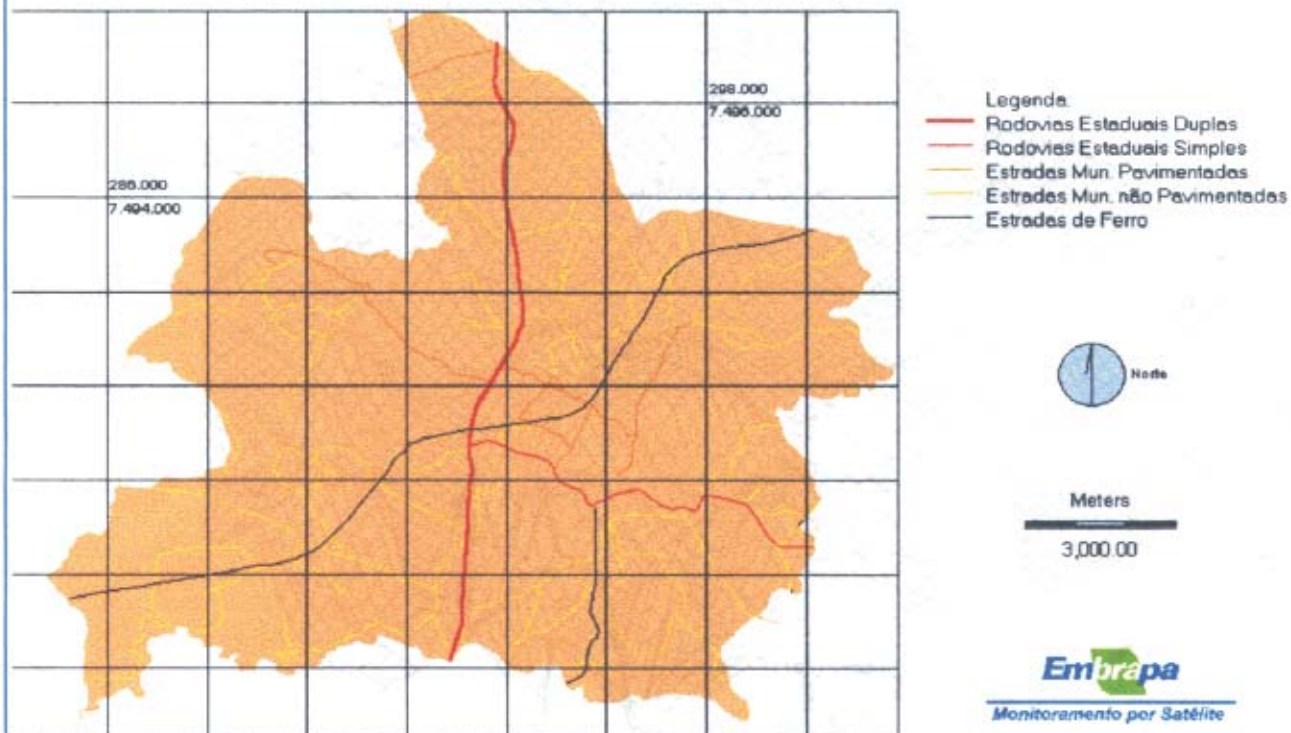 298.000
7.496.000
286.000
7.494.000
Legenda:
Rodovias Estaduais Duplas
Rodovias Estaduais Simples
Estradas Mun. Pavimentadas
Estradas Mun. não Pavimentadas
Estradas de Ferro
Norte
Meters
3,000.00
Embrapa
Monitoramento por Satélite